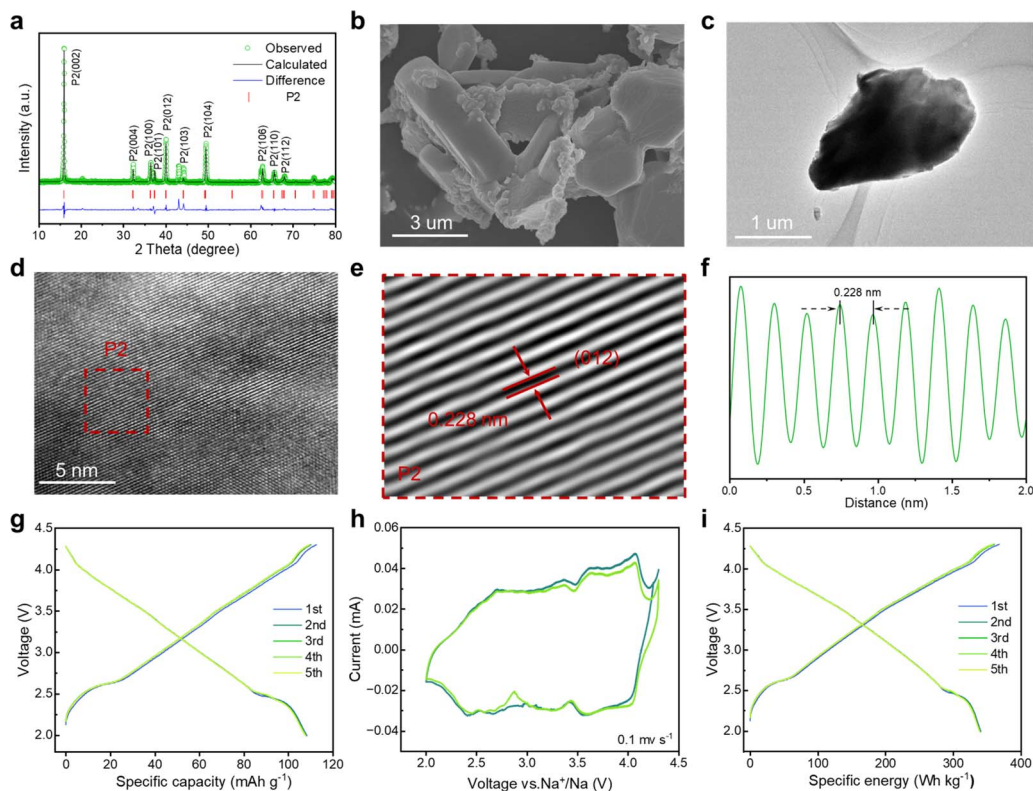 a
Observed
Calculated
Difference
P2
P2(002)
P2(004)
P2(100)
P2(101)
P2(012)
P2(103)
P2(104)
P2(106)
P2(110)
P2(112)
Intensity (a.u.)
10 20 30 40 50 60 70 80
2 Theta (degree)
b
3 um
c
1 um
d
P2
5 nm
e
(012)
0.228 nm
P2
f
0.228 nm
0.0 0.5 1.0 1.5 2.0
Distance (nm)
g
4.5
4.0
3.5
3.0
2.5
2.0
Voltage (V)
1st
2nd
3rd
4th
5th
0 20 40 60 80 100 120
Specific capacity (mAh g⁻¹)
h
0.06
0.04
0.02
0.00
−0.02
−0.04
Current (mA)
0.1 mv s⁻¹
2.0 2.5 3.0 3.5 4.0 4.5
Voltage vs.Na⁺/Na (V)
i
4.5
4.0
3.5
3.0
2.5
2.0
Voltage (V)
1st
2nd
3rd
4th
5th
0 100 200 300 400
Specific energy (Wh kg⁻¹)